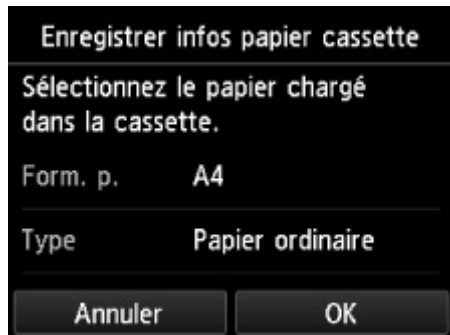 Enregistrer infos papier cassette
Sélectionnez le papier chargé
dans la cassette.
Form. p. A4
Type Papier ordinaire
Annuler OK